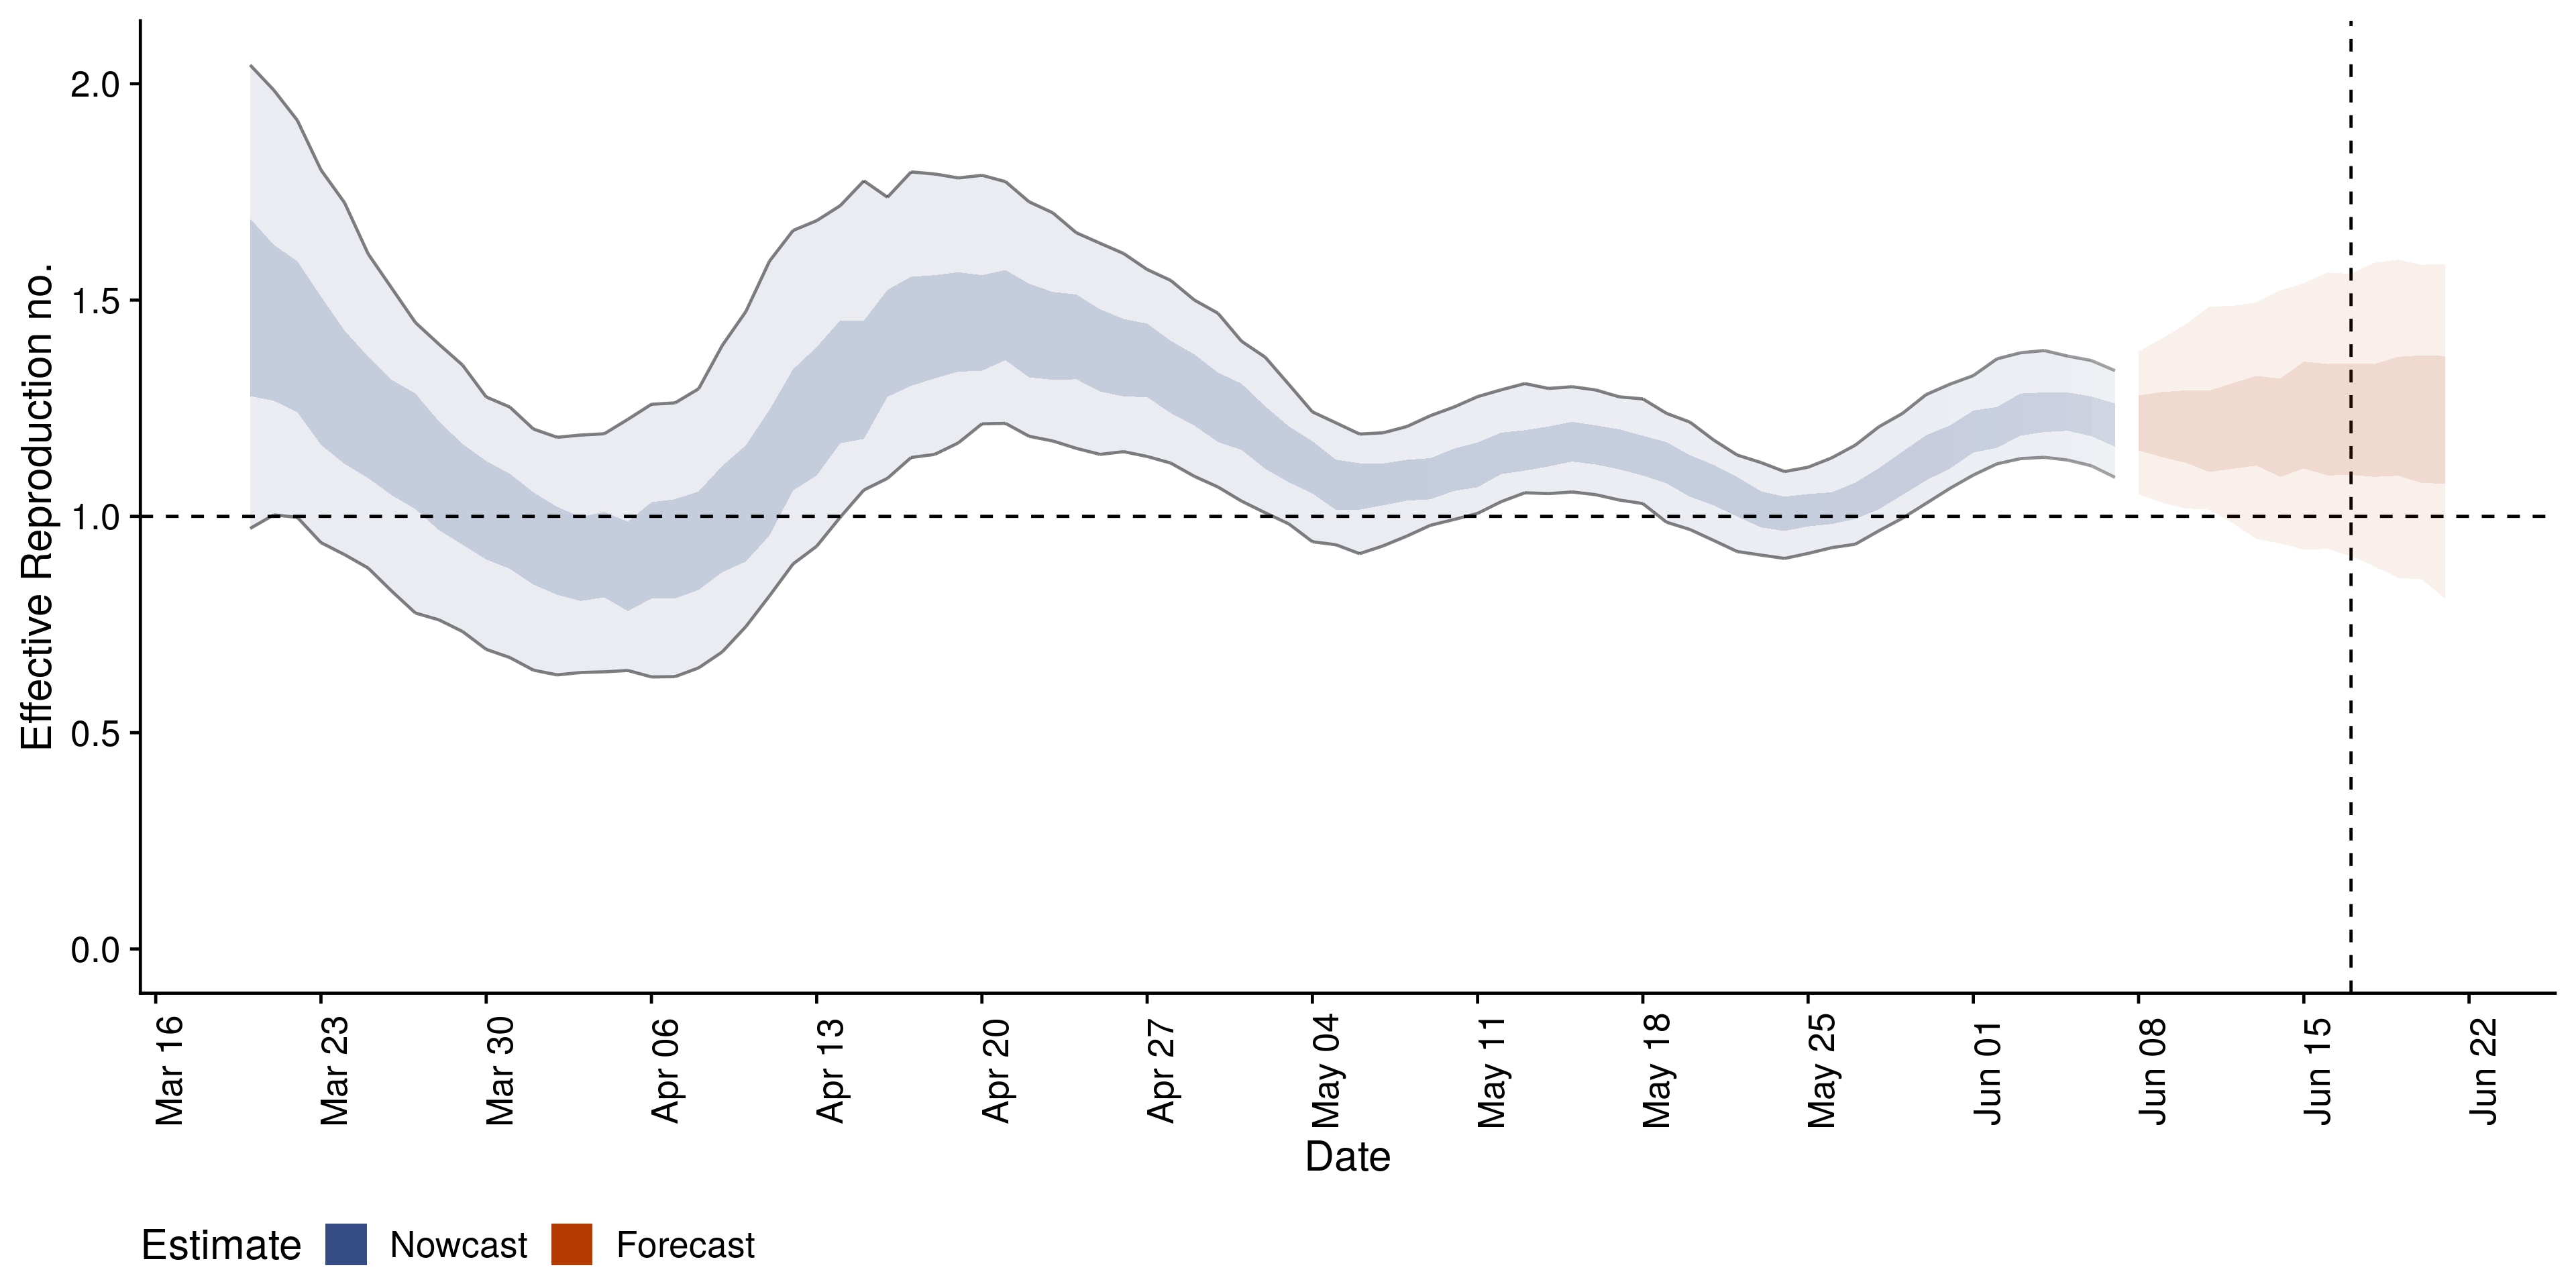 Effective Reproduction no.
2.0
1.5
1.0
0.5
0.0
Mar 16
Mar 23
Mar 30
Apr 06
Apr 13
Apr 20
Apr 27
May 04
May 11
May 18
May 25
Jun 01
Jun 08
Jun 15
Jun 22
Date
Estimate Nowcast Forecast